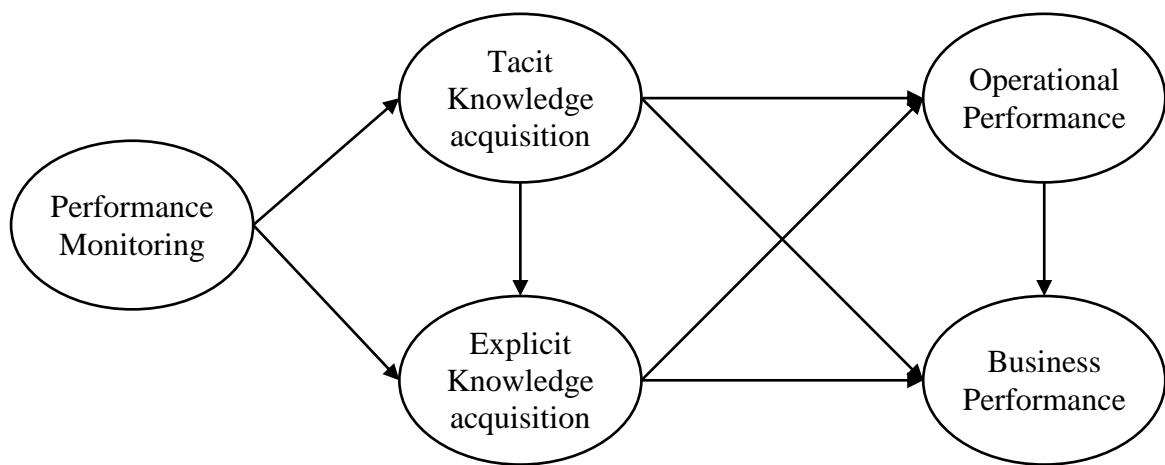 Performance
Monitoring
Tacit
Knowledge
acquisition
Explicit
Knowledge
acquisition
Operational
Performance
Business
Performance